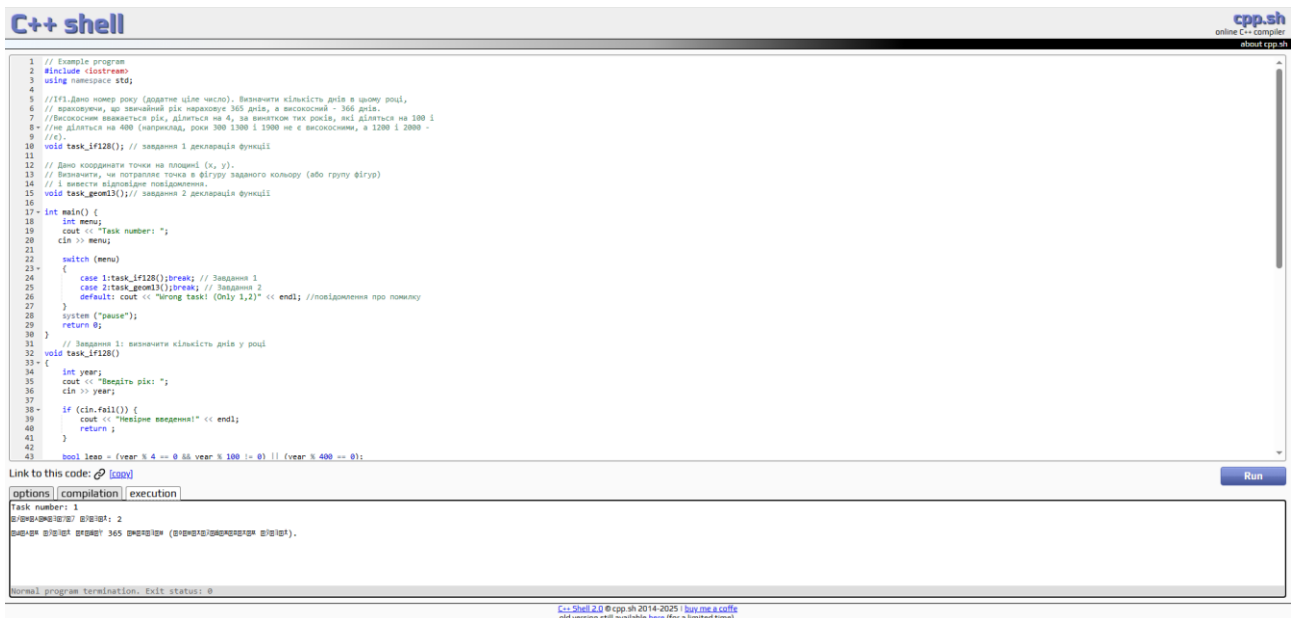 C++ shell
cpp.sh
online C++ compiler
about cpp.sh
1 // Example program
2 #include <iostream>
3 using namespace std;
4
5 //If1.Дано номер року (додатне ціле число). Визначити кількість днів в цьому році,
6 // враховуючи, що звичайний рік нараховує 365 днів, а високосний - 366 днів.
7 //Високосним вважається рік, ділиться на 4, за винятком тих років, які діляться на 100 і
8 //не діляться на 400 (наприклад, роки 300 1300 і 1900 не є високосними, а 1200 і 2000 -
9 //є).
10 void task_if128(); // завдання 1 декларація функції
11
12 // Дано координати точки на площині (x, y).
13 // Визначити, чи потрапляє точка в фігуру заданого кольору (або групу фігур)
14 // і вивести відповідне повідомлення.
15 void task_geom13();// завдання 2 декларація функції
16
17 int main() {
18 int menu;
19 cout << "Task number: ";
20 cin >> menu;
21
22 switch (menu)
23 {
24 case 1:task_if128();break; // Завдання 1
25 case 2:task_geom13();break; // Завдання 2
26 default: cout << "Wrong task! (Only 1,2)" << endl; //повідомлення про помилку
27 }
28 system ("pause");
29 return 0;
30 }
31 // Завдання 1: визначити кількість днів у році
32 void task_if128()
33 {
34 int year;
35 cout << "Введіть рік: ";
36 cin >> year;
37
38 if (cin.fail()) {
39 cout << "Невірне введення!" << endl;
40 return ;
41 }
42
43 bool leap = (year % 4 == 0 && year % 100 != 0) || (year % 400 == 0);
Link to this code: [copy]
Run
options compilation execution
Task number: 1
: 2
365 ( ).
Normal program termination. Exit status: 0
C++ Shell 2.0 © cpp.sh 2014-2025 | buy me a coffe
old version still available here (for a limited time)